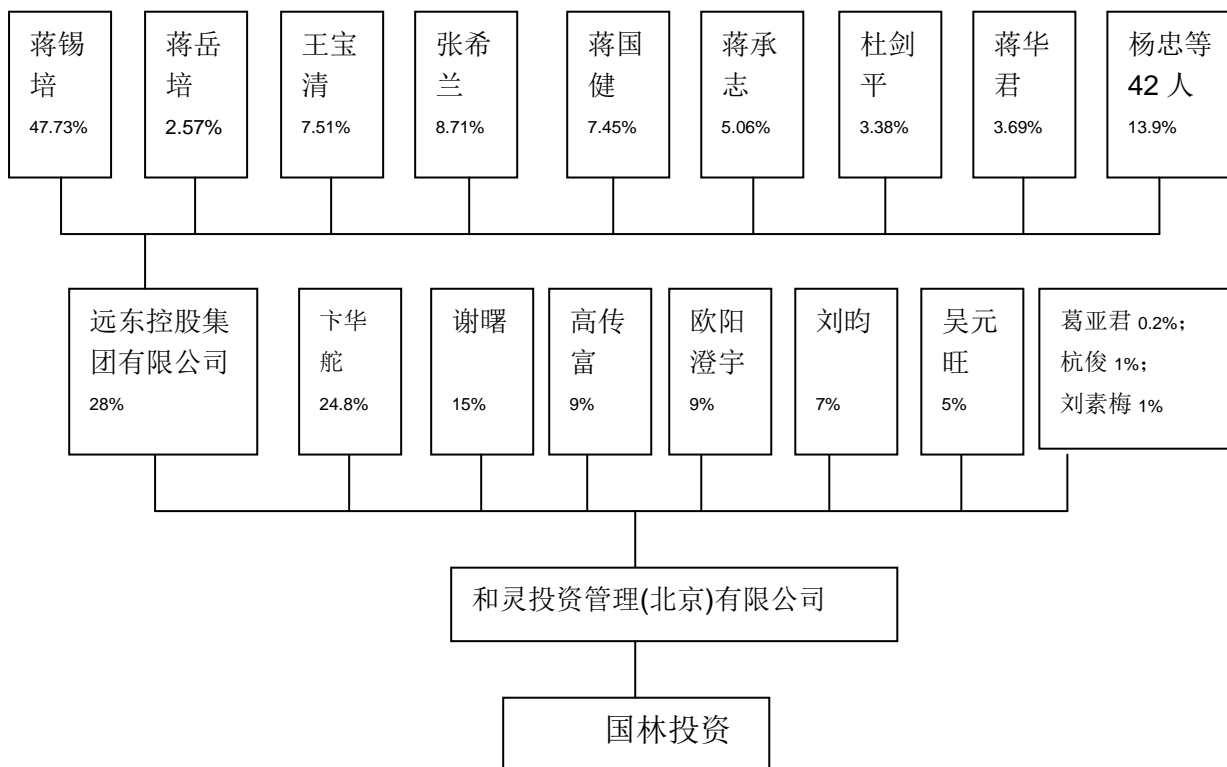 蒋锡
培
47.73%
蒋岳
培
2.57%
王宝
清
7.51%
张希
兰
8.71%
蒋国
健
7.45%
蒋承
志
5.06%
杜剑
平
3.38%
蒋华
君
3.69%
杨忠等
42 人
13.9%
远东控股集
团有限公司
28%
卞华
舵
24.8%
谢曙
15%
高传
富
9%
欧阳
澄宇
9%
刘昀
7%
吴元
旺
5%
葛亚君 0.2%;
杭俊 1%;
刘素梅 1%
和灵投资管理(北京)有限公司
国林投资